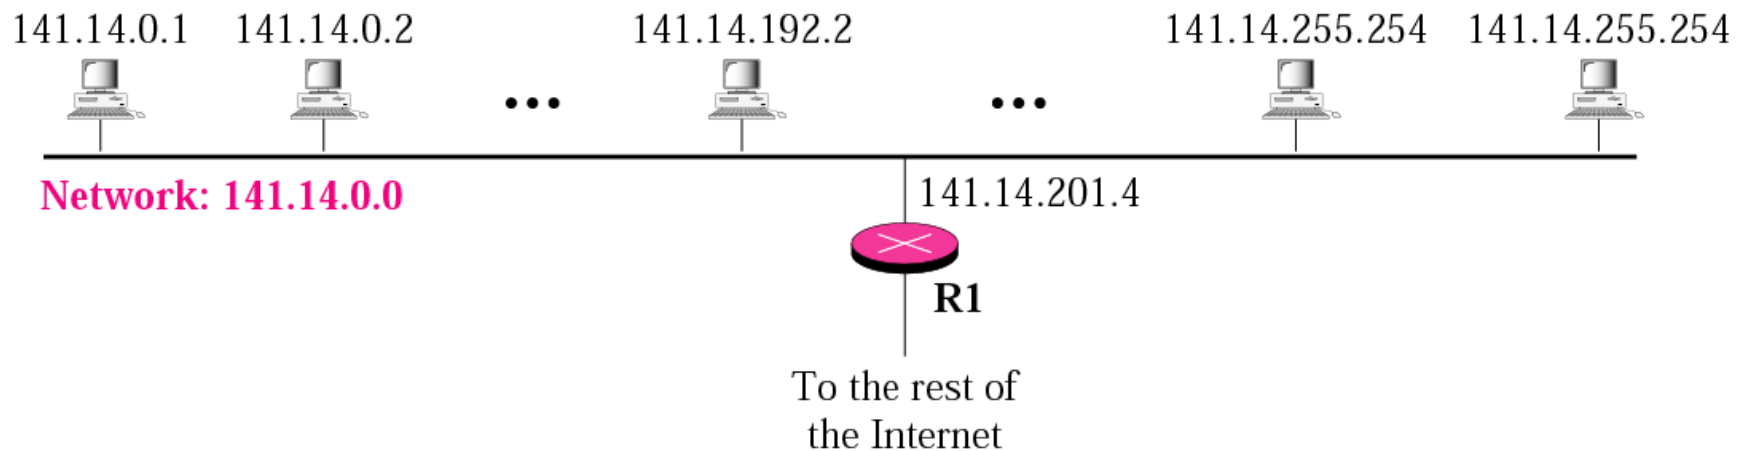 141.14.0.1 141.14.0.2 141.14.192.2 141.14.255.254 141.14.255.254
Network: 141.14.0.0
141.14.201.4
R1
To the rest of
the Internet